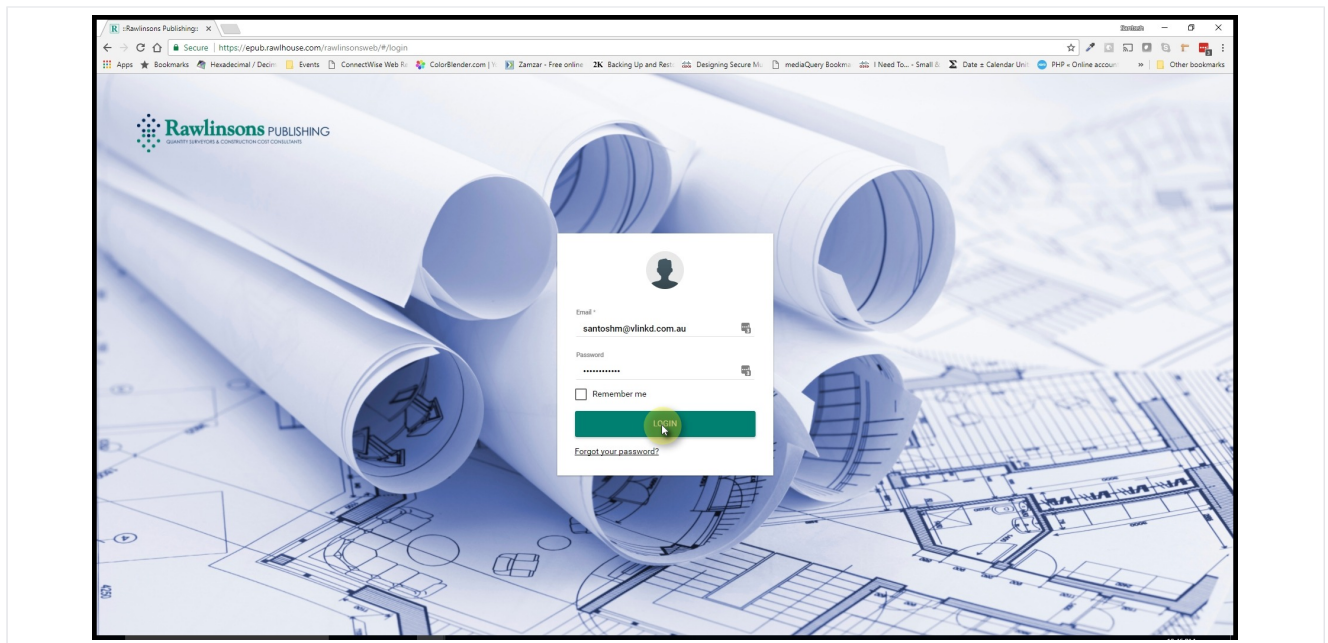 ::Rawlinsons Publishing::
Secure | https://epub.rawlhouse.com/rawlinsonsweb/#/login
Apps Bookmarks Hexadecimal / Decim Events ConnectWise Web Re ColorBlender.com | Zamzar - Free online 2K Backing Up and Rest Designing Secure Mu mediaQuery Bookma I Need To... - Small B Σ Date ± Calendar Unit PHP « Online accoun » Other bookmarks
Rawlinsons PUBLISHING
QUANTITY SURVEYORS & CONSTRUCTION COST CONSULTANTS
Email *
santoshm@vlinkd.com.au
Password
••••••••••••
Remember me
LOGIN
Forgot your password?